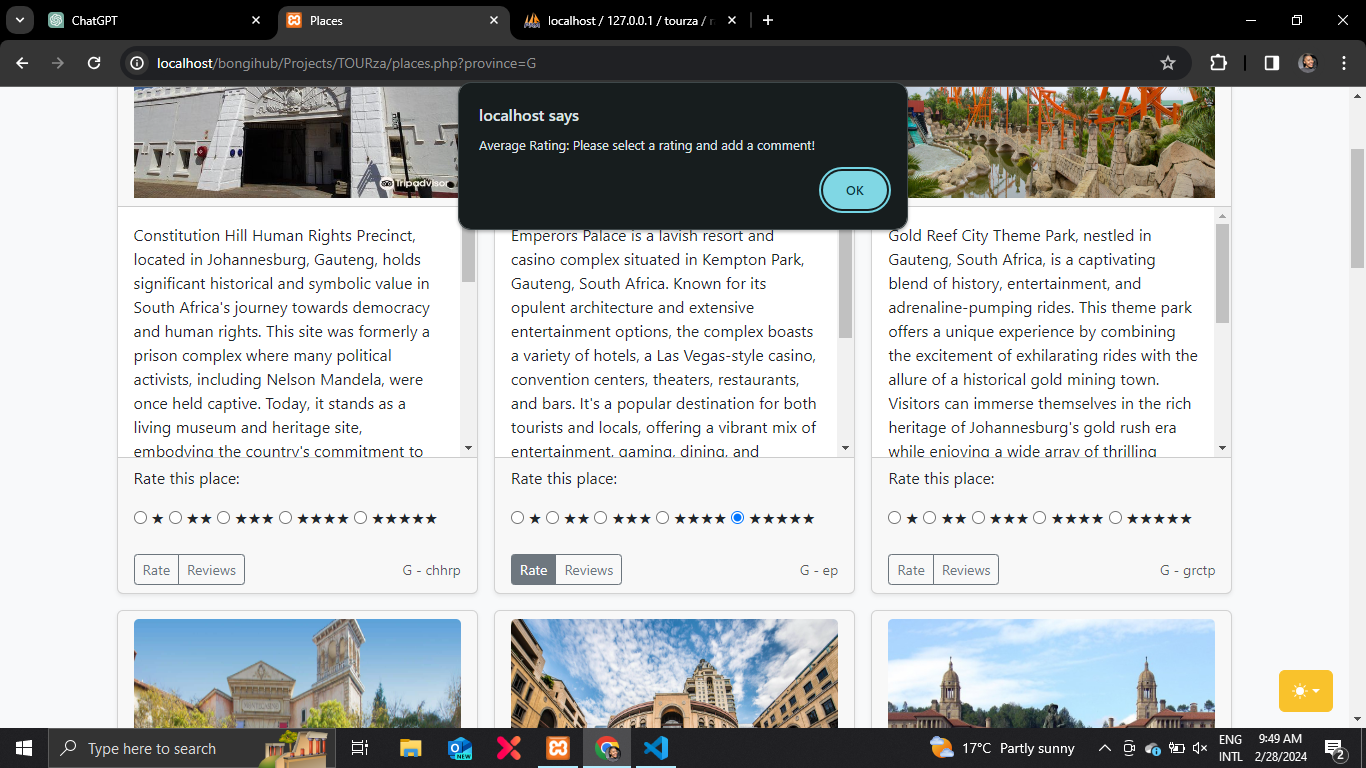 ChatGPT
Places
localhost / 127.0.0.1 / tourza / r
localhost/bongihub/Projects/TOURza/places.php?province=G
localhost says
Average Rating: Please select a rating and add a comment!
OK
Tripadvisor
Constitution Hill Human Rights Precinct,
located in Johannesburg, Gauteng, holds
significant historical and symbolic value in
South Africa's journey towards democracy
and human rights. This site was formerly a
prison complex where many political
activists, including Nelson Mandela, were
once held captive. Today, it stands as a
living museum and heritage site,
embodying the country's commitment to
Rate this place:
★ ★★ ★★★ ★★★★ ★★★★★
Rate Reviews G - chhrp
Emperors Palace is a lavish resort and
casino complex situated in Kempton Park,
Gauteng, South Africa. Known for its
opulent architecture and extensive
entertainment options, the complex boasts
a variety of hotels, a Las Vegas-style casino,
convention centers, theaters, restaurants,
and bars. It's a popular destination for both
tourists and locals, offering a vibrant mix of
entertainment, gaming, dining, and
Rate this place:
★ ★★ ★★★ ★★★★ ★★★★★
Rate Reviews G - ep
Gold Reef City Theme Park, nestled in
Gauteng, South Africa, is a captivating
blend of history, entertainment, and
adrenaline-pumping rides. This theme park
offers a unique experience by combining
the excitement of exhilarating rides with the
allure of a historical gold mining town.
Visitors can immerse themselves in the rich
heritage of Johannesburg's gold rush era
while enjoying a wide array of thrilling
Rate this place:
★ ★★ ★★★ ★★★★ ★★★★★
Rate Reviews G - grctp
Type here to search
NEW
17°C Partly sunny
ENG
INTL
9:49 AM
2/28/2024
2